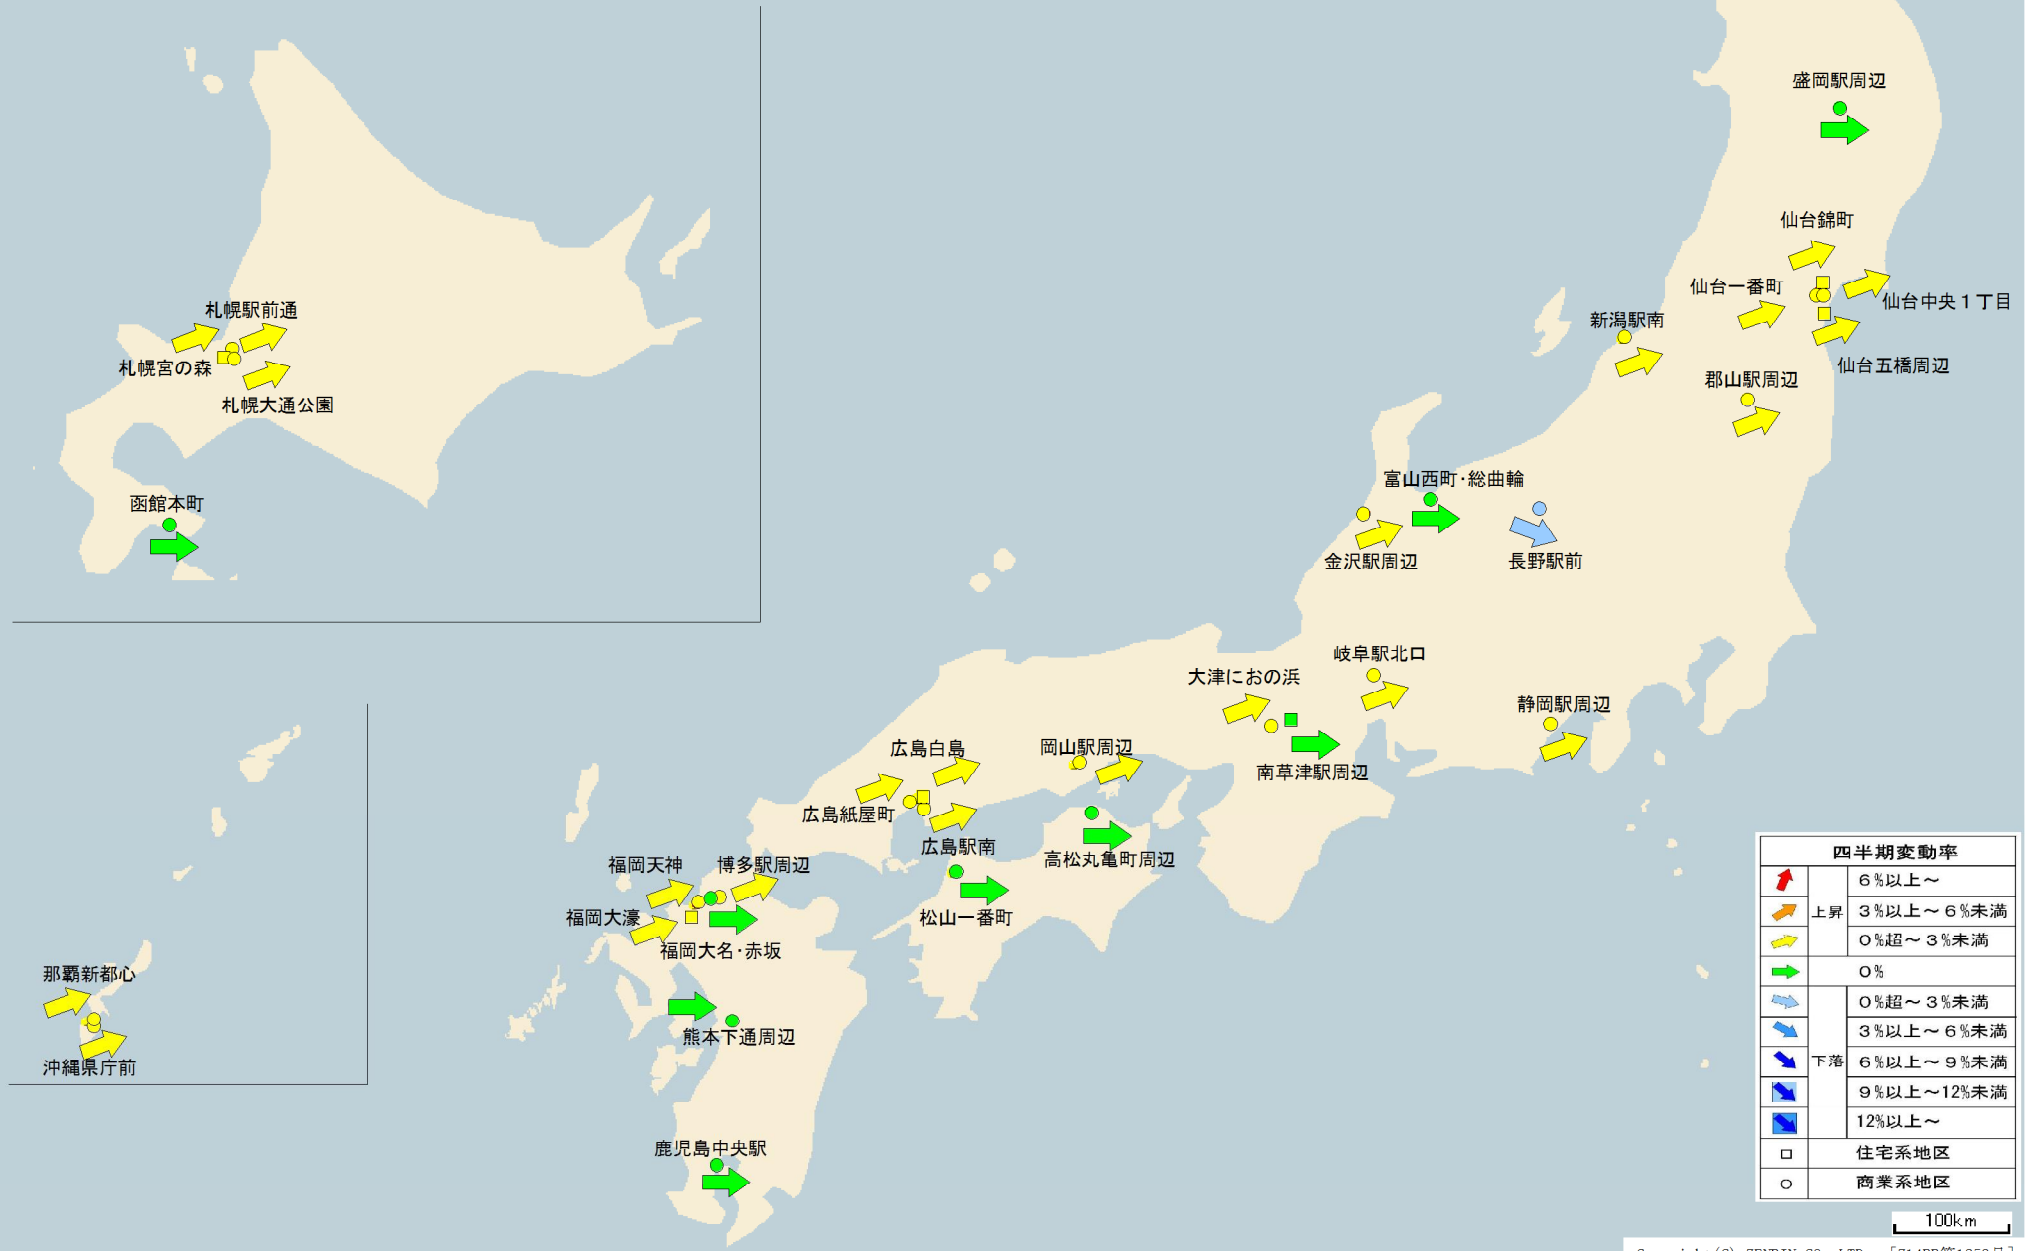 盛岡駅周辺
仙台錦町
仙台一番町
仙台中央１丁目
新潟駅南
仙台五橋周辺
郡山駅周辺
札幌駅前通
札幌宮の森
札幌大通公園
函館本町
富山西町・総曲輪
金沢駅周辺
長野駅前
岐阜駅北口
大津におの浜
静岡駅周辺
南草津駅周辺
広島白島
岡山駅周辺
広島紙屋町
広島駅南
高松丸亀町周辺
福岡天神
博多駅周辺
松山一番町
福岡大濠
福岡大名・赤坂
那覇新都心
沖縄県庁前
熊本下通周辺
鹿児島中央駅
四半期変動率
上昇
６％以上～
３％以上～６％未満
０％超～３％未満
０％
下落
０％超～３％未満
３％以上～６％未満
６％以上～９％未満
９％以上～12％未満
12％以上～
住宅系地区
商業系地区
100km